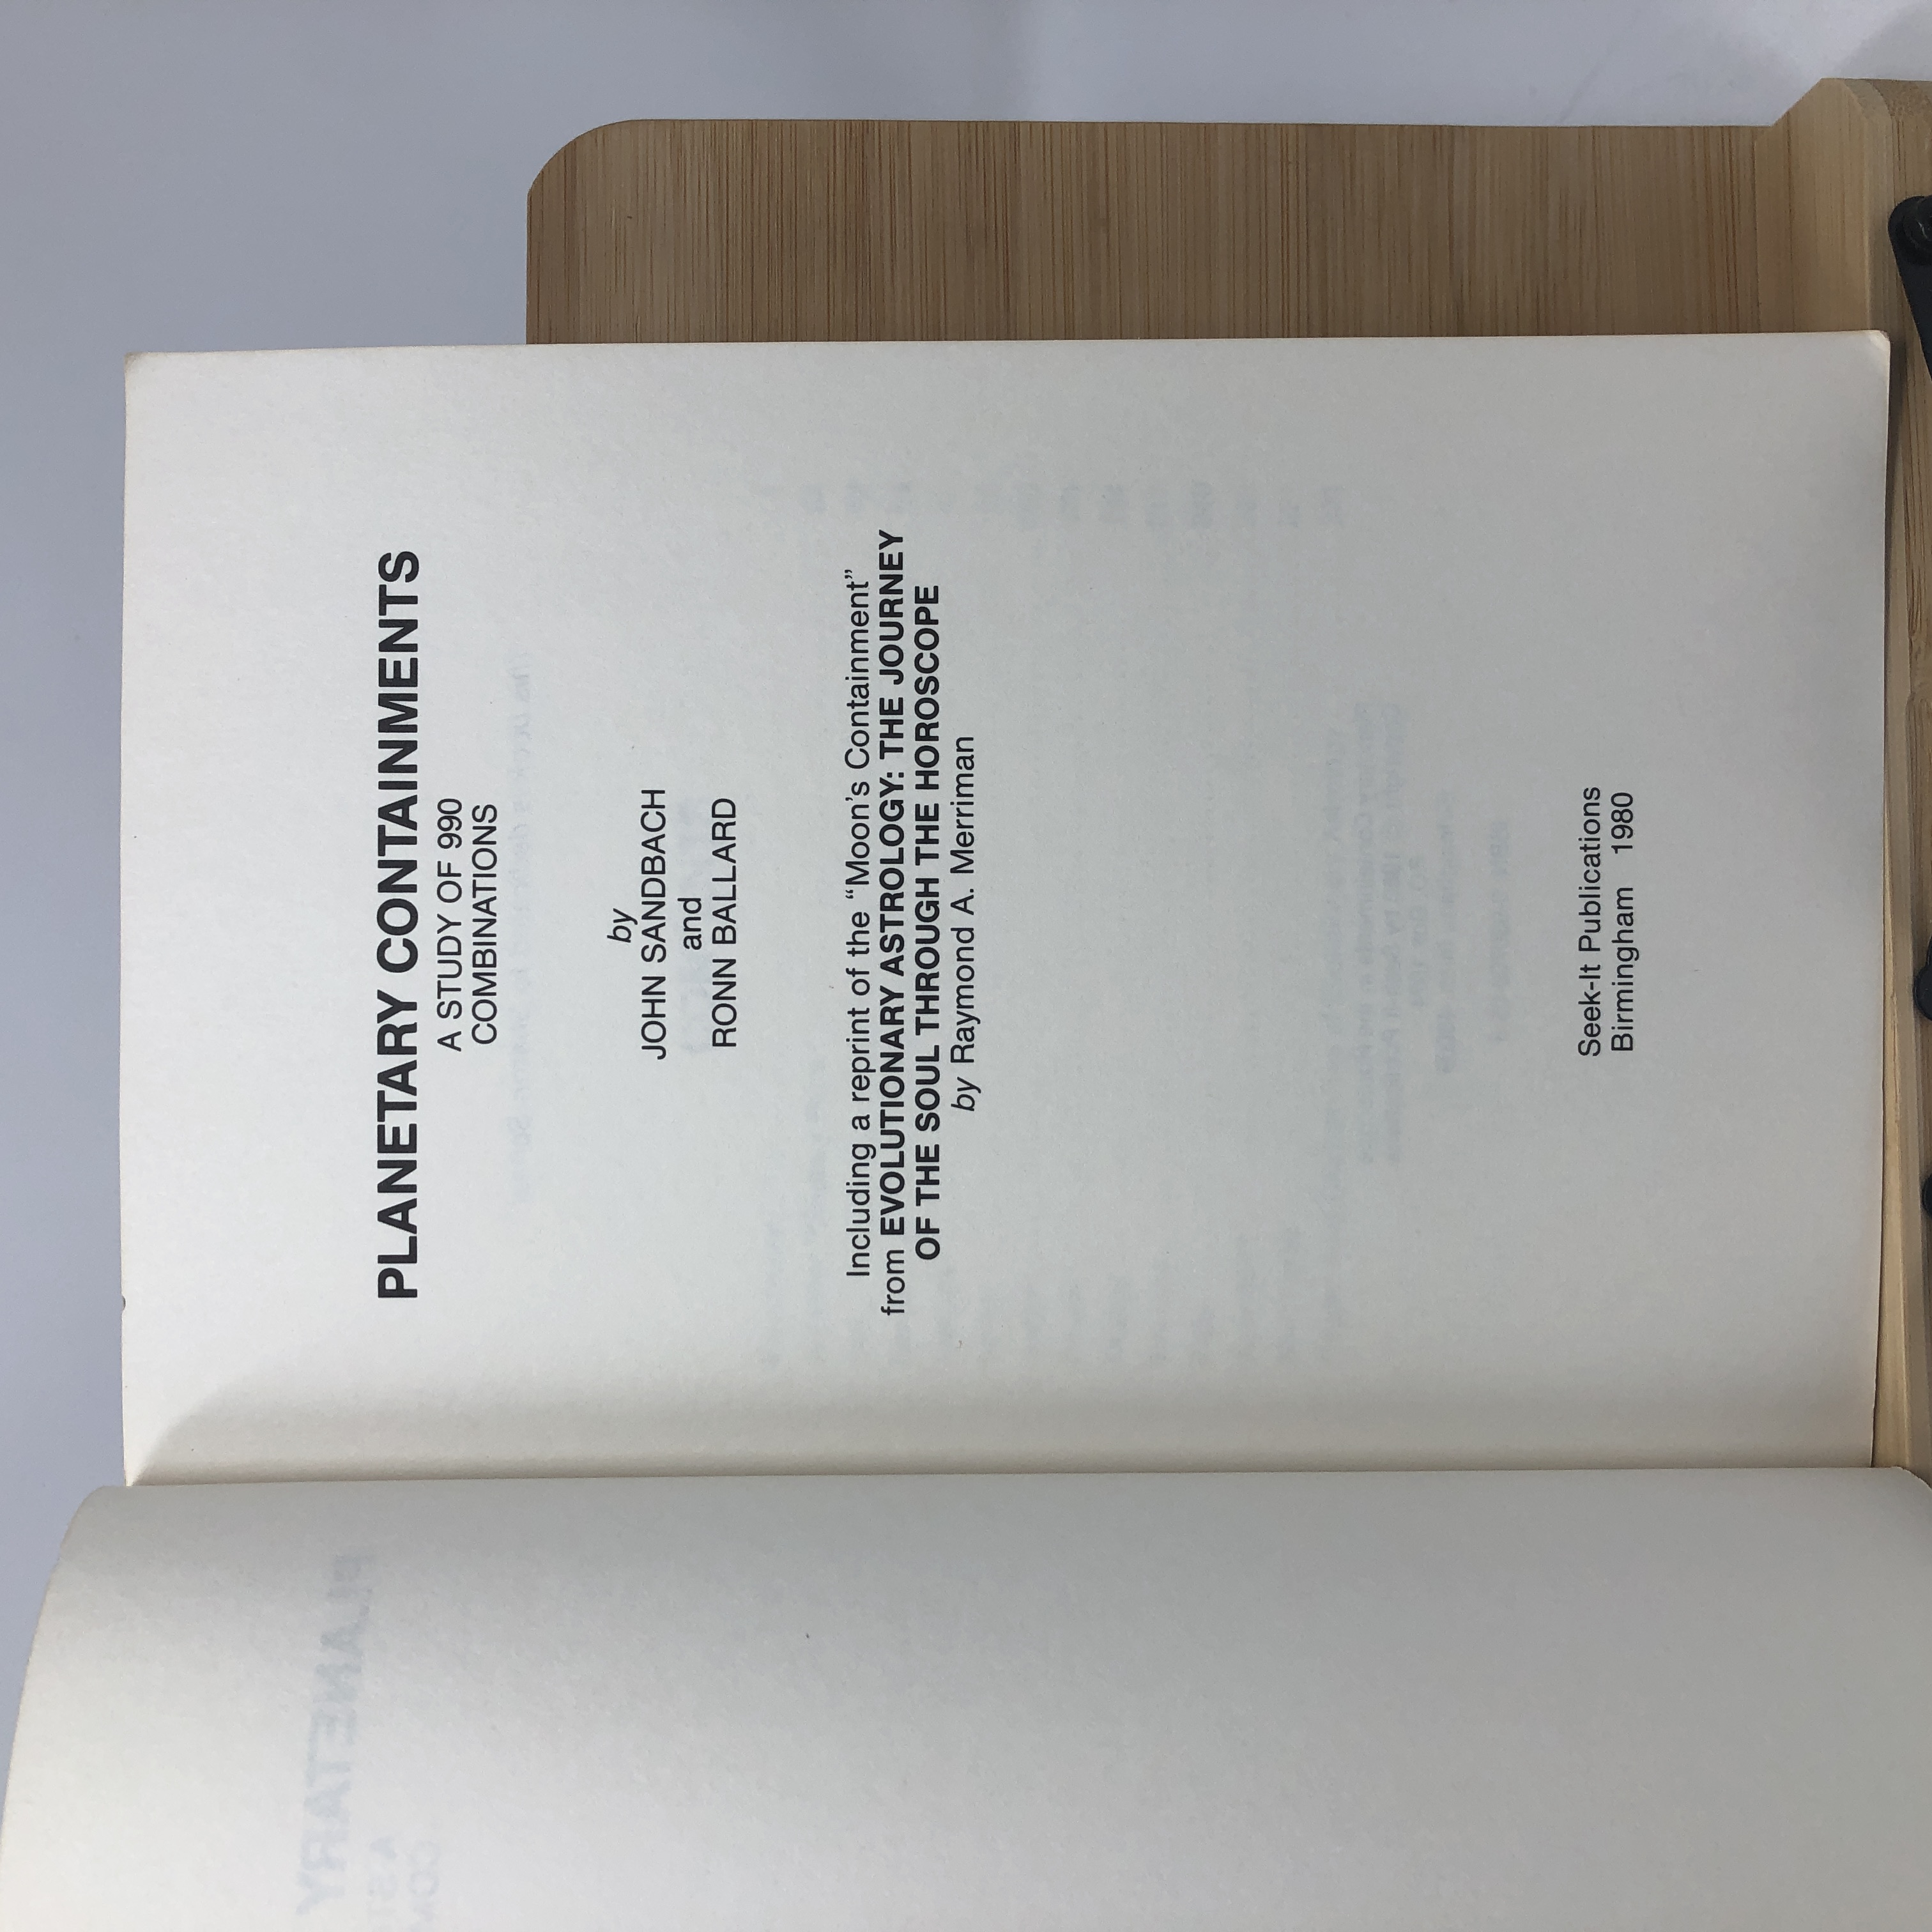 PLANETARY CONTAINMENTS
A STUDY OF 990
COMBINATIONS
by
JOHN SANDBACH
and
RONN BALLARD
Including a reprint of the “Moon’s Containment”
from EVOLUTIONARY ASTROLOGY: THE JOURNEY
OF THE SOUL THROUGH THE HOROSCOPE
by Raymond A. Merriman
Seek-It Publications
Birmingham 1980